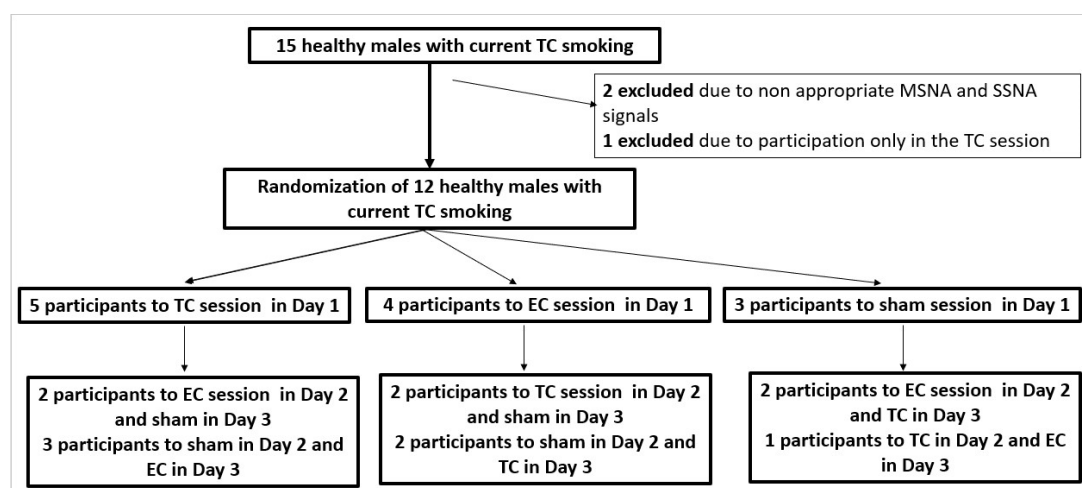 15 healthy males with current TC smoking
2 excluded due to non appropriate MSNA and SSNA
signals
1 excluded due to participation only in the TC session
Randomization of 12 healthy males with
current TC smoking
5 participants to TC session in Day 1
4 participants to EC session in Day 1
3 participants to sham session in Day 1
2 participants to EC session in Day 2
and sham in Day 3
3 participants to sham in Day 2 and
EC in Day 3
2 participants to TC session in Day 2
and sham in Day 3
2 participants to sham in Day 2 and
TC in Day 3
2 participants to EC session in Day 2
and TC in Day 3
1 participants to TC in Day 2 and EC
in Day 3